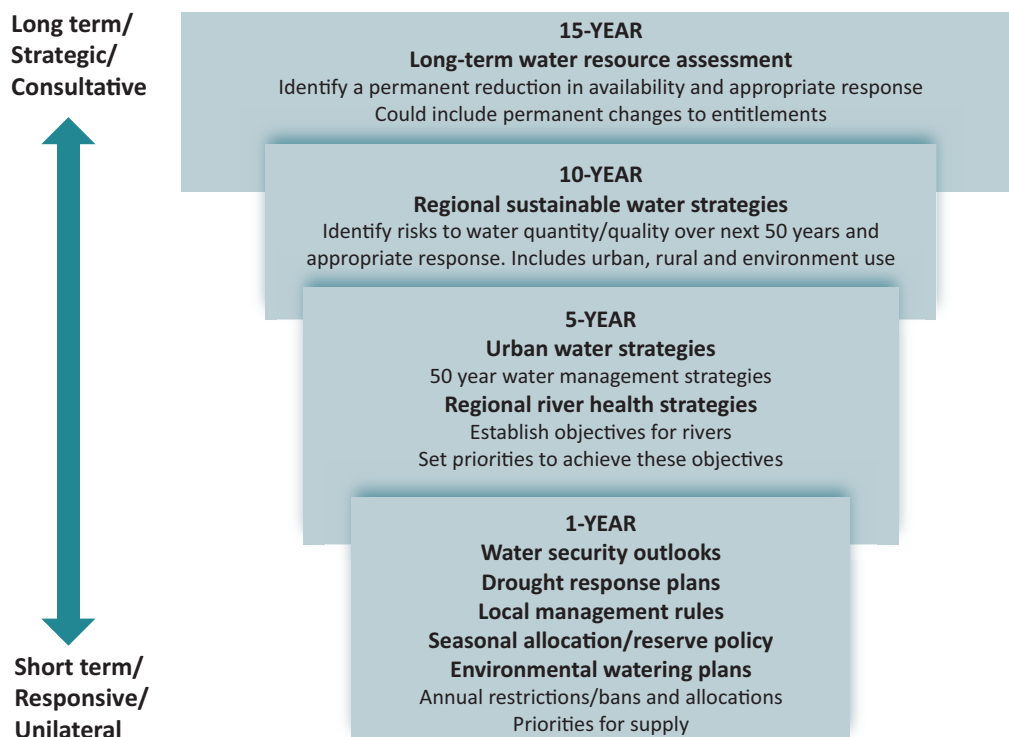 Long term/
Strategic/
Consultative
15-YEAR
Long-term water resource assessment
Identify a permanent reduction in availability and appropriate response
Could include permanent changes to entitlements
10-YEAR
Regional sustainable water strategies
Identify risks to water quantity/quality over next 50 years and
appropriate response. Includes urban, rural and environment use
5-YEAR
Urban water strategies
50 year water management strategies
Regional river health strategies
Establish objectives for rivers
Set priorities to achieve these objectives
1-YEAR
Water security outlooks
Drought response plans
Local management rules
Seasonal allocation/reserve policy
Environmental watering plans
Annual restrictions/bans and allocations
Priorities for supply
Short term/
Responsive/
Unilateral